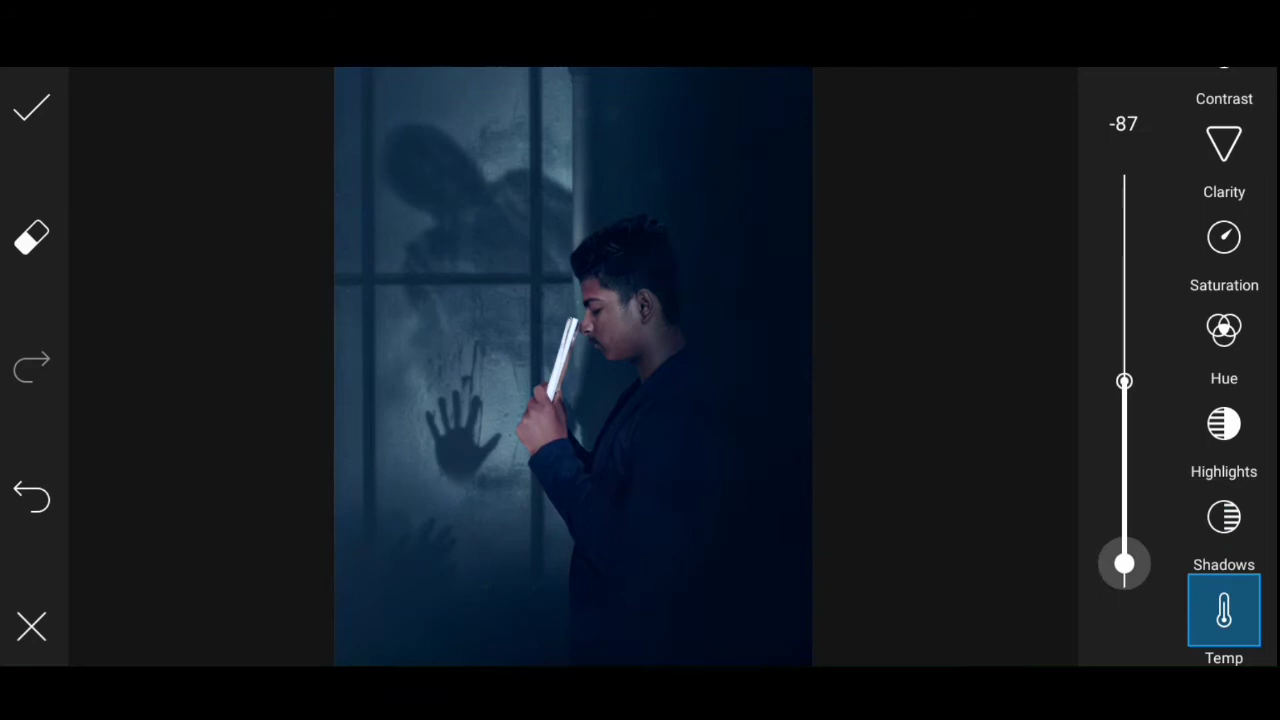 Contrast
-87
Clarity
Saturation
Hue
Highlights
Shadows
Temp